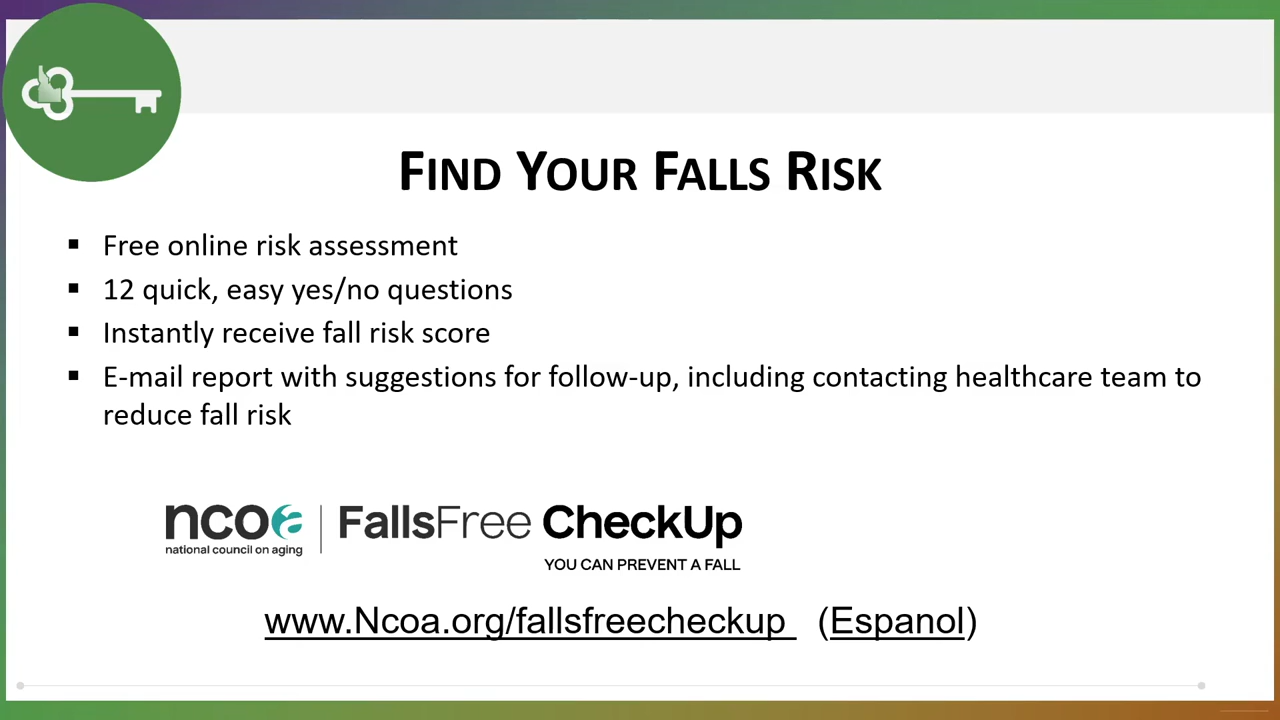 FIND YOUR FALLS RISK
▪ Free online risk assessment
▪ 12 quick, easy yes/no questions
▪ Instantly receive fall risk score
▪ E-mail report with suggestions for follow-up, including contacting healthcare team to
reduce fall risk
ncoa | FallsFree CheckUp
national council on aging
YOU CAN PREVENT A FALL
www.Ncoa.org/fallsfreecheckup (Espanol)